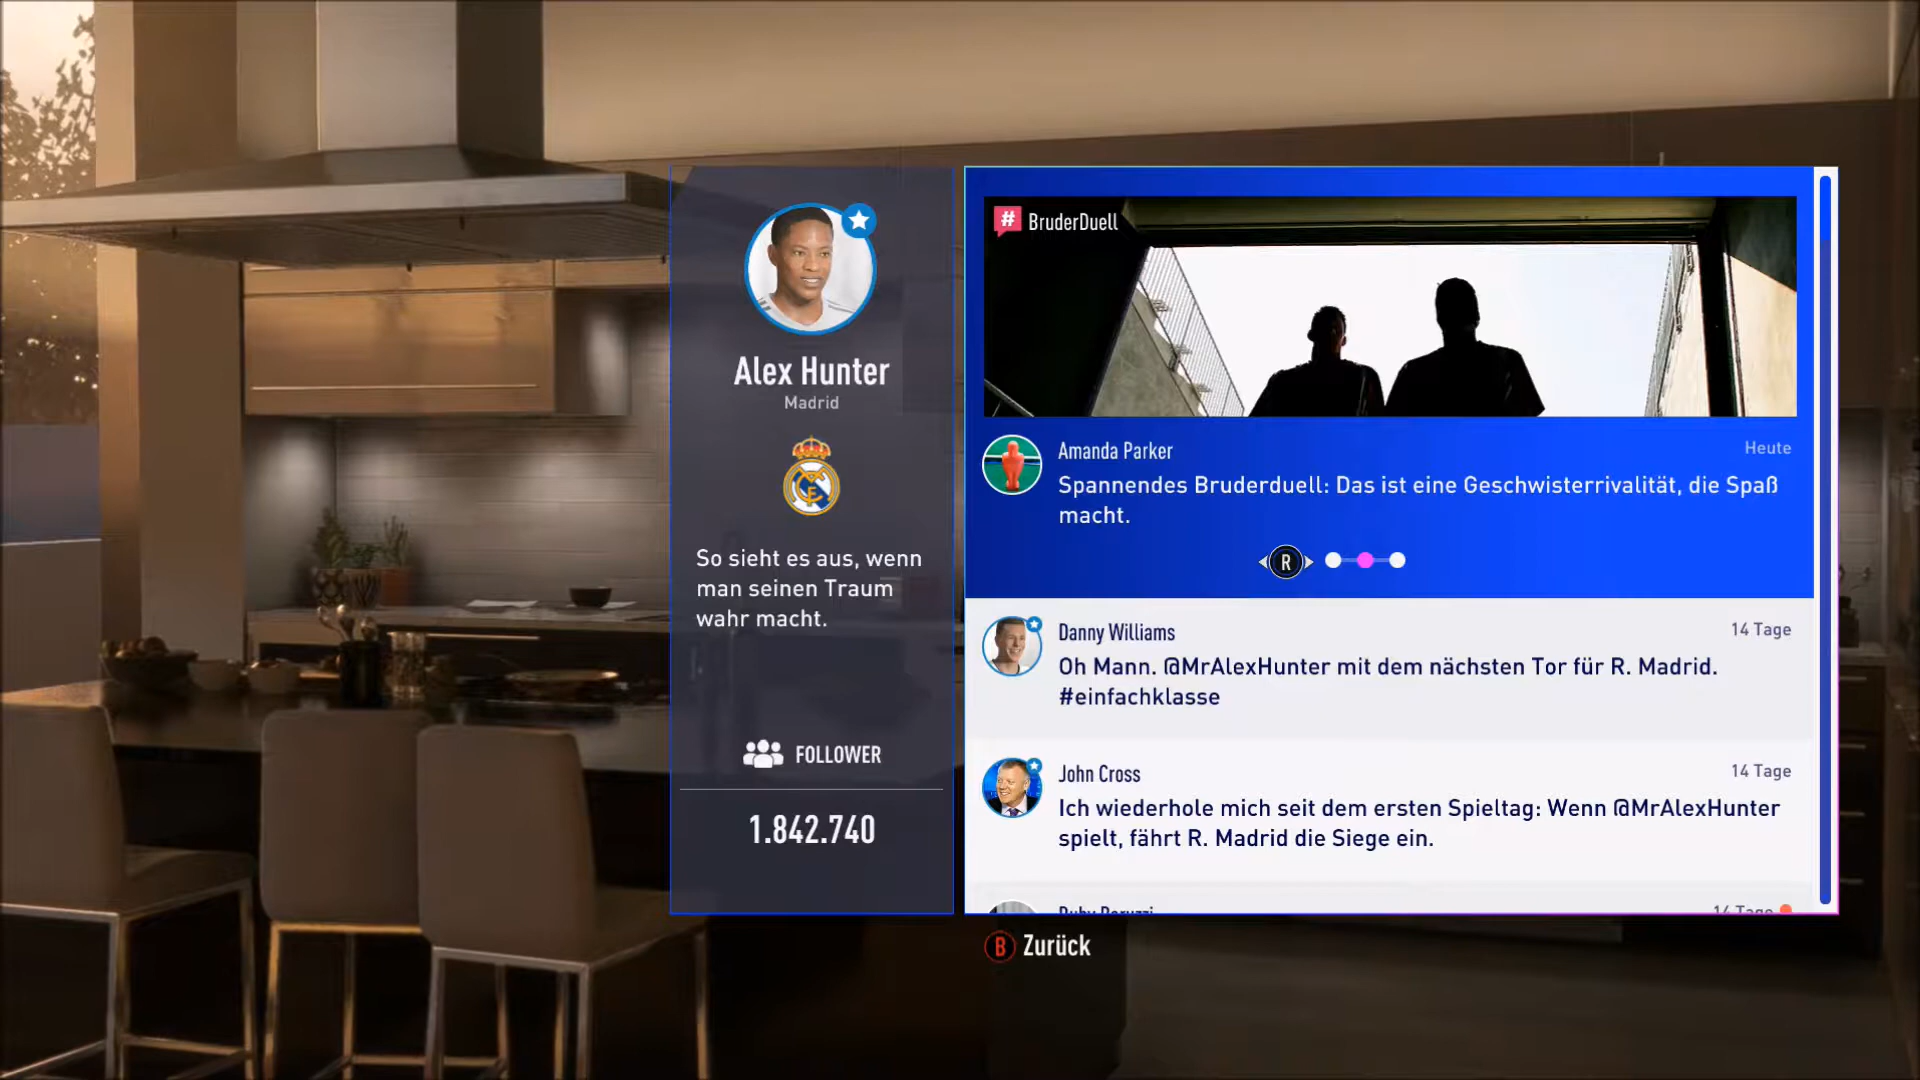 Alex Hunter
Madrid
So sieht es aus, wenn
man seinen Traum
wahr macht.
FOLLOWER
1.842.740
# BruderDuell
Amanda Parker
Heute
Spannendes Bruderduell: Das ist eine Geschwisterrivalität, die Spaß
macht.
R
Danny Williams
14 Tage
Oh Mann. @MrAlexHunter mit dem nächsten Tor für R. Madrid.
#einfachklasse
John Cross
14 Tage
Ich wiederhole mich seit dem ersten Spieltag: Wenn @MrAlexHunter
spielt, fährt R. Madrid die Siege ein.
14 Tage
B Zurück